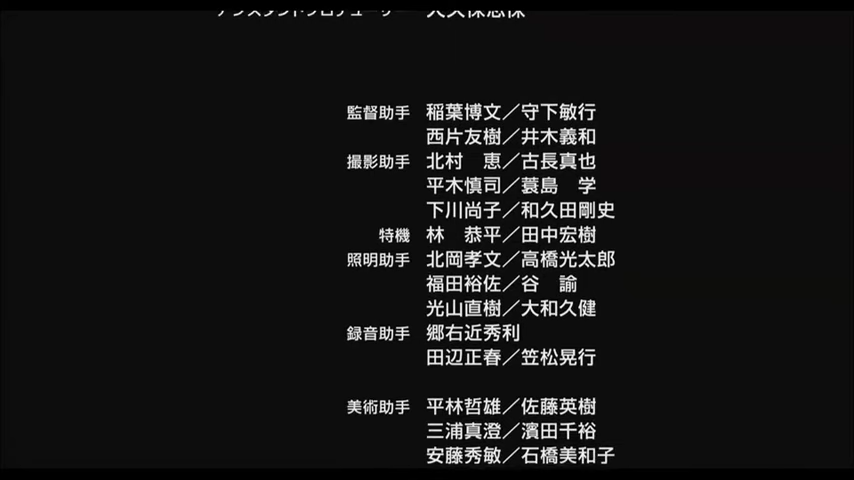 監督助手 稲葉博文／守下敏行
西片友樹／井木義和
撮影助手 北村　恵／古長真也
平木慎司／蓑島　学
下川尚子／和久田剛史
特機 林　恭平／田中宏樹
照明助手 北岡孝文／高橋光太郎
福田裕佐／谷　諭
光山直樹／大和久健
録音助手 郷右近秀利
田辺正春／笠松晃行
美術助手 平林哲雄／佐藤英樹
三浦真澄／濱田千裕
安藤秀敏／石橋美和子